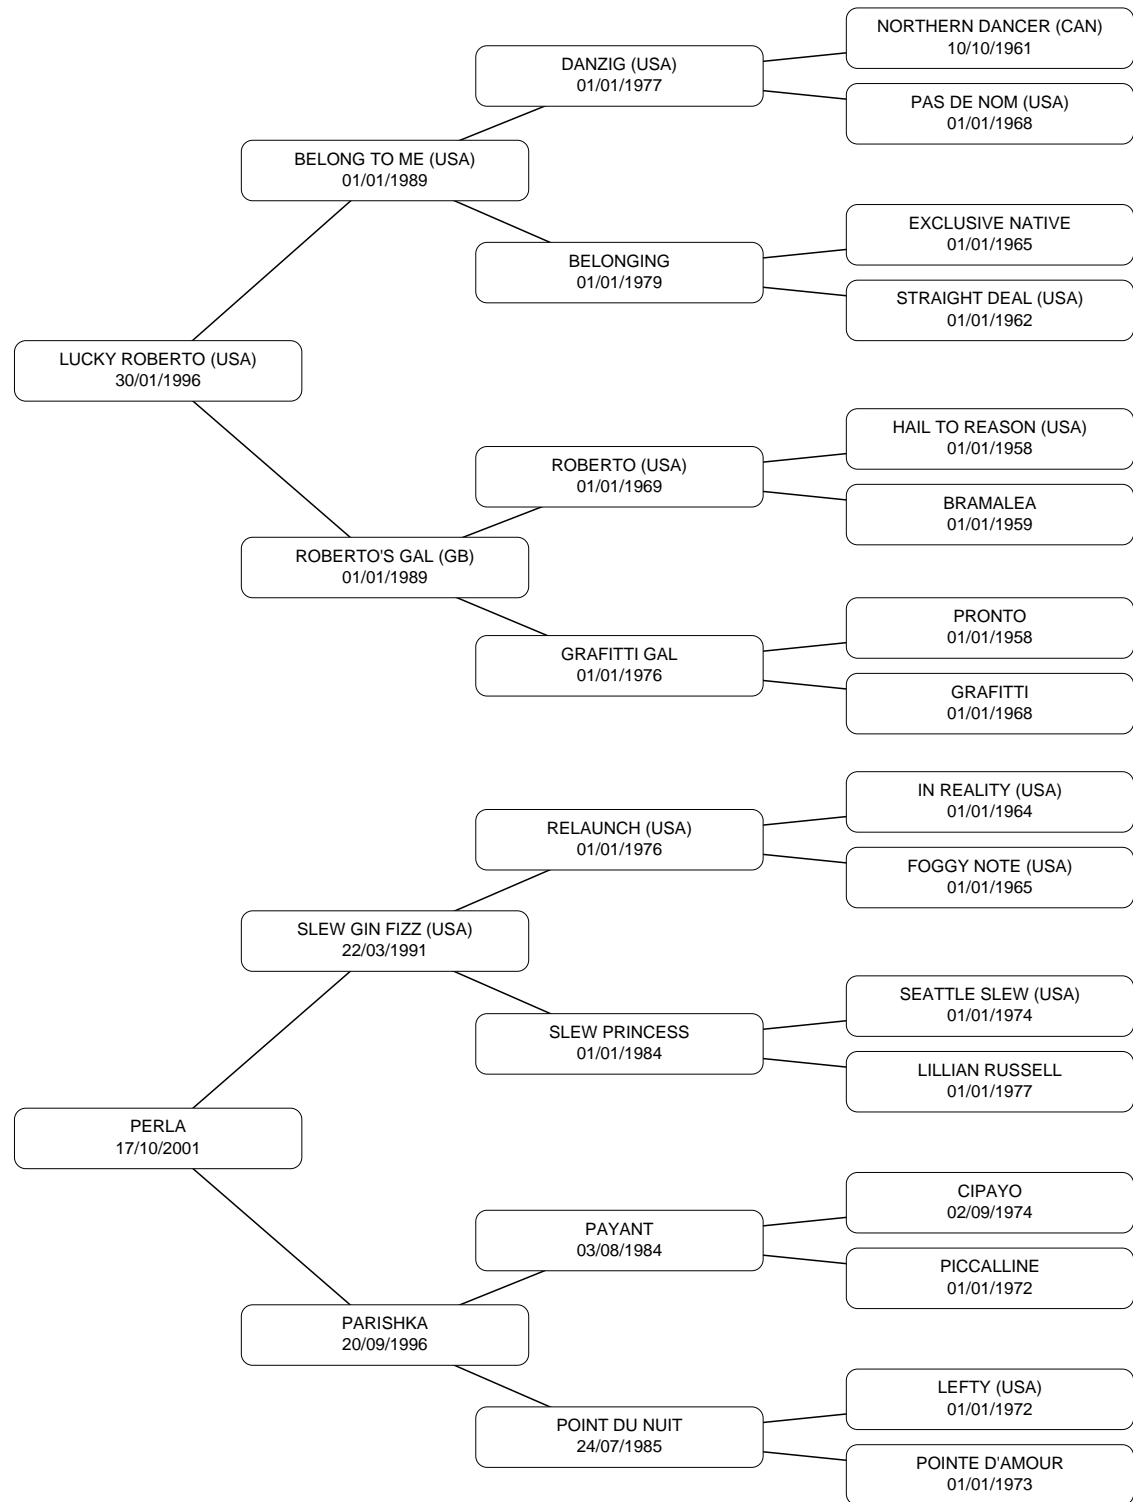 NORTHERN DANCER (CAN)
10/10/1961
DANZIG (USA)
01/01/1977
PAS DE NOM (USA)
01/01/1968
BELONG TO ME (USA)
01/01/1989
EXCLUSIVE NATIVE
01/01/1965
BELONGING
01/01/1979
STRAIGHT DEAL (USA)
01/01/1962
LUCKY ROBERTO (USA)
30/01/1996
HAIL TO REASON (USA)
01/01/1958
ROBERTO (USA)
01/01/1969
BRAMALEA
01/01/1959
ROBERTO'S GAL (GB)
01/01/1989
PRONTO
01/01/1958
GRAFITTI GAL
01/01/1976
GRAFITTI
01/01/1968
IN REALITY (USA)
01/01/1964
RELAUNCH (USA)
01/01/1976
FOGGY NOTE (USA)
01/01/1965
SLEW GIN FIZZ (USA)
22/03/1991
SEATTLE SLEW (USA)
01/01/1974
SLEW PRINCESS
01/01/1984
LILLIAN RUSSELL
01/01/1977
PERLA
17/10/2001
CIPAYO
02/09/1974
PAYANT
03/08/1984
PICCALLINE
01/01/1972
PARISHKA
20/09/1996
LEFTY (USA)
01/01/1972
POINT DU NUIT
24/07/1985
POINTE D'AMOUR
01/01/1973